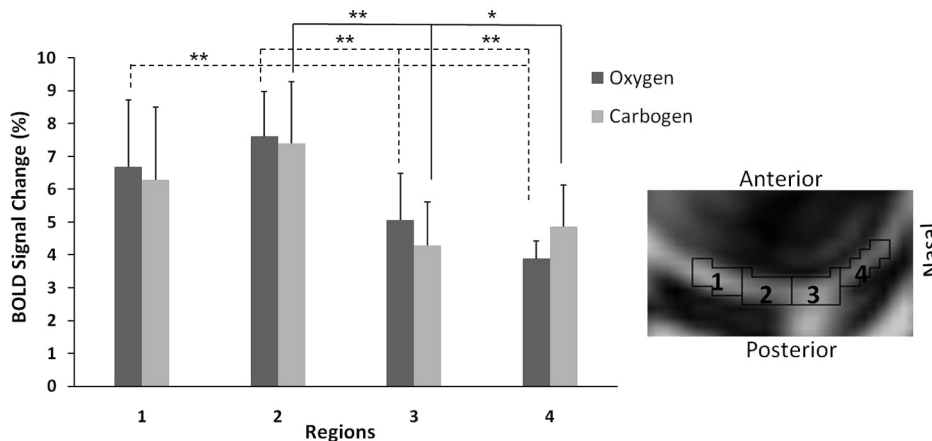 ** *
** **
**
10
9
8
7
6
5
4
3
2
1
0
BOLD Signal Change (%)
Oxygen
Carbogen
1 2 3 4
Regions
Anterior
Nasal
1 2 3 4
Posterior